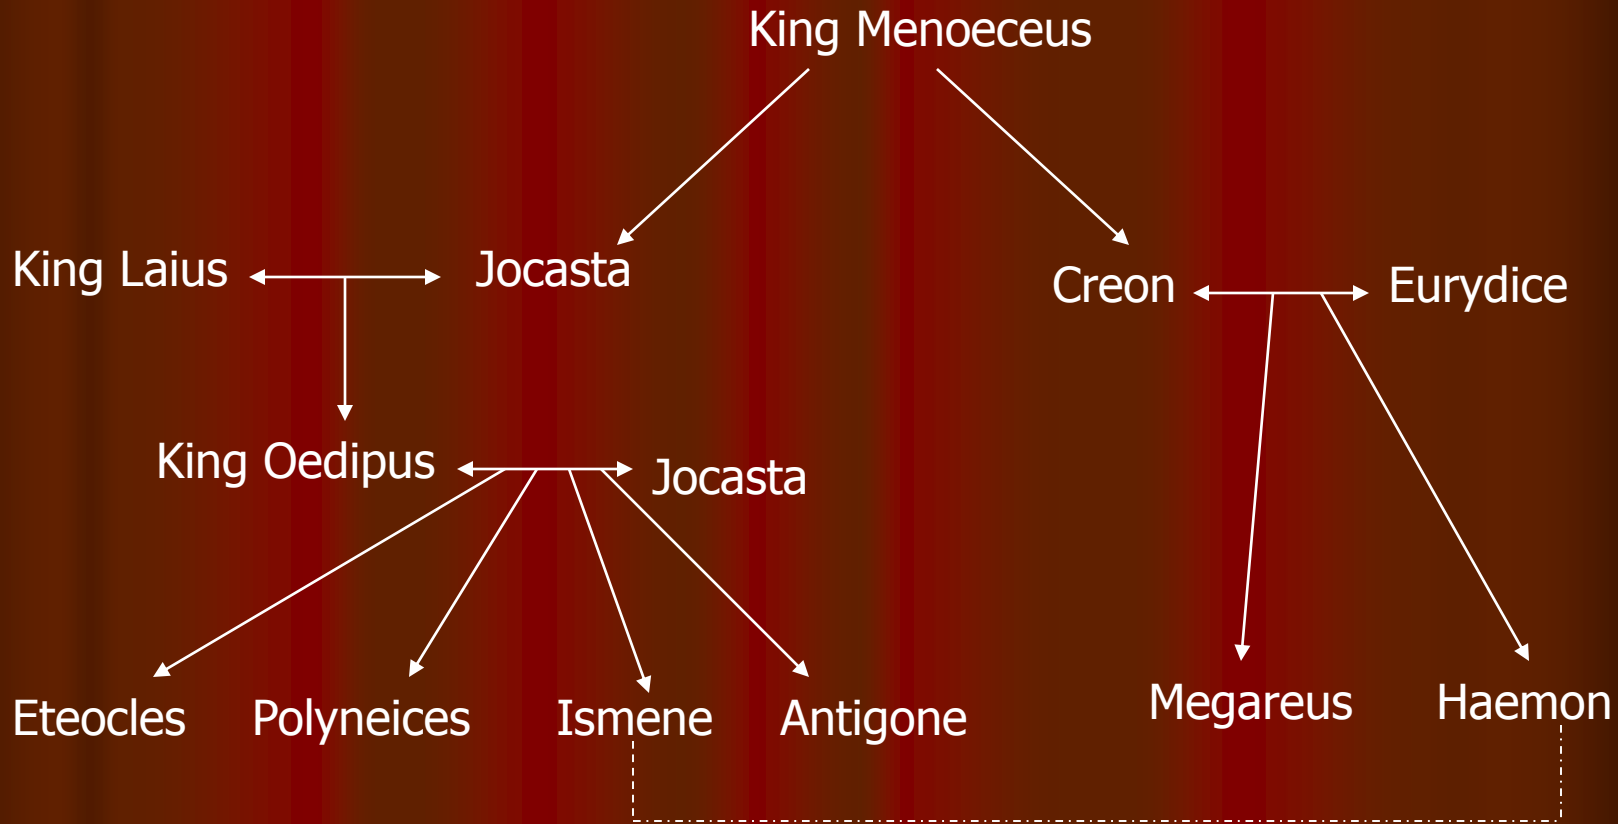 King Menoeceus
King Laius
Jocasta
Creon
Eurydice
King Oedipus
Jocasta
Eteocles
Polyneices
Ismene
Antigone
Megareus
Haemon